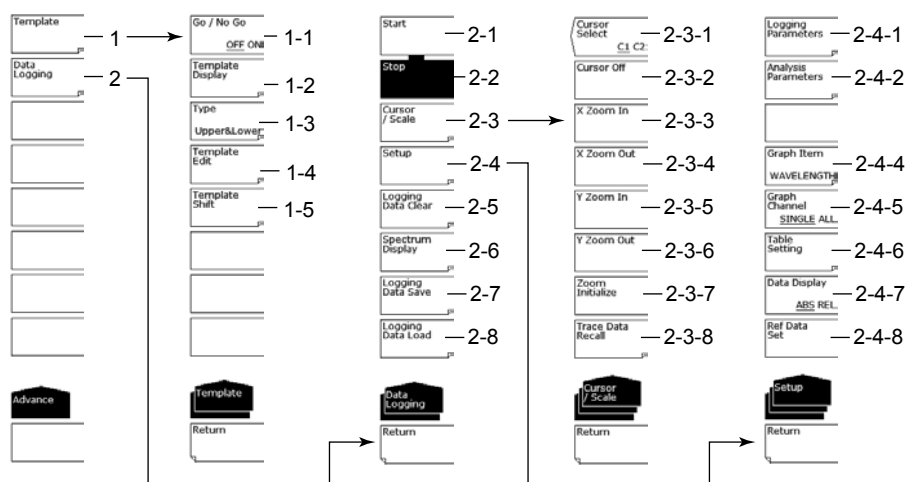 Template
1
Data
Logging
2
Advance
Go / No Go
OFF ON
1-1
Template
Display
1-2
Type
Upper&Lower
1-3
Template
Edit
1-4
Template
Shift
1-5
Template
Return
Start
2-1
Stop
2-2
Cursor
/ Scale
2-3
Setup
2-4
Logging
Data Clear
2-5
Spectrum
Display
2-6
Logging
Data Save
2-7
Logging
Data Load
2-8
Data
Logging
Return
Cursor
Select
C1 C2
2-3-1
Cursor Off
2-3-2
X Zoom In
2-3-3
X Zoom Out
2-3-4
Y Zoom In
2-3-5
Y Zoom Out
2-3-6
Zoom
Initialize
2-3-7
Trace Data
Recall
2-3-8
Cursor
/ Scale
Return
Logging
Parameters
2-4-1
Analysis
Parameters
2-4-2
Graph Item
WAVELENGTH
2-4-4
Graph
Channel
SINGLE ALL
2-4-5
Table
Setting
2-4-6
Data Display
ABS REL
2-4-7
Ref Data
Set
2-4-8
Setup
Return